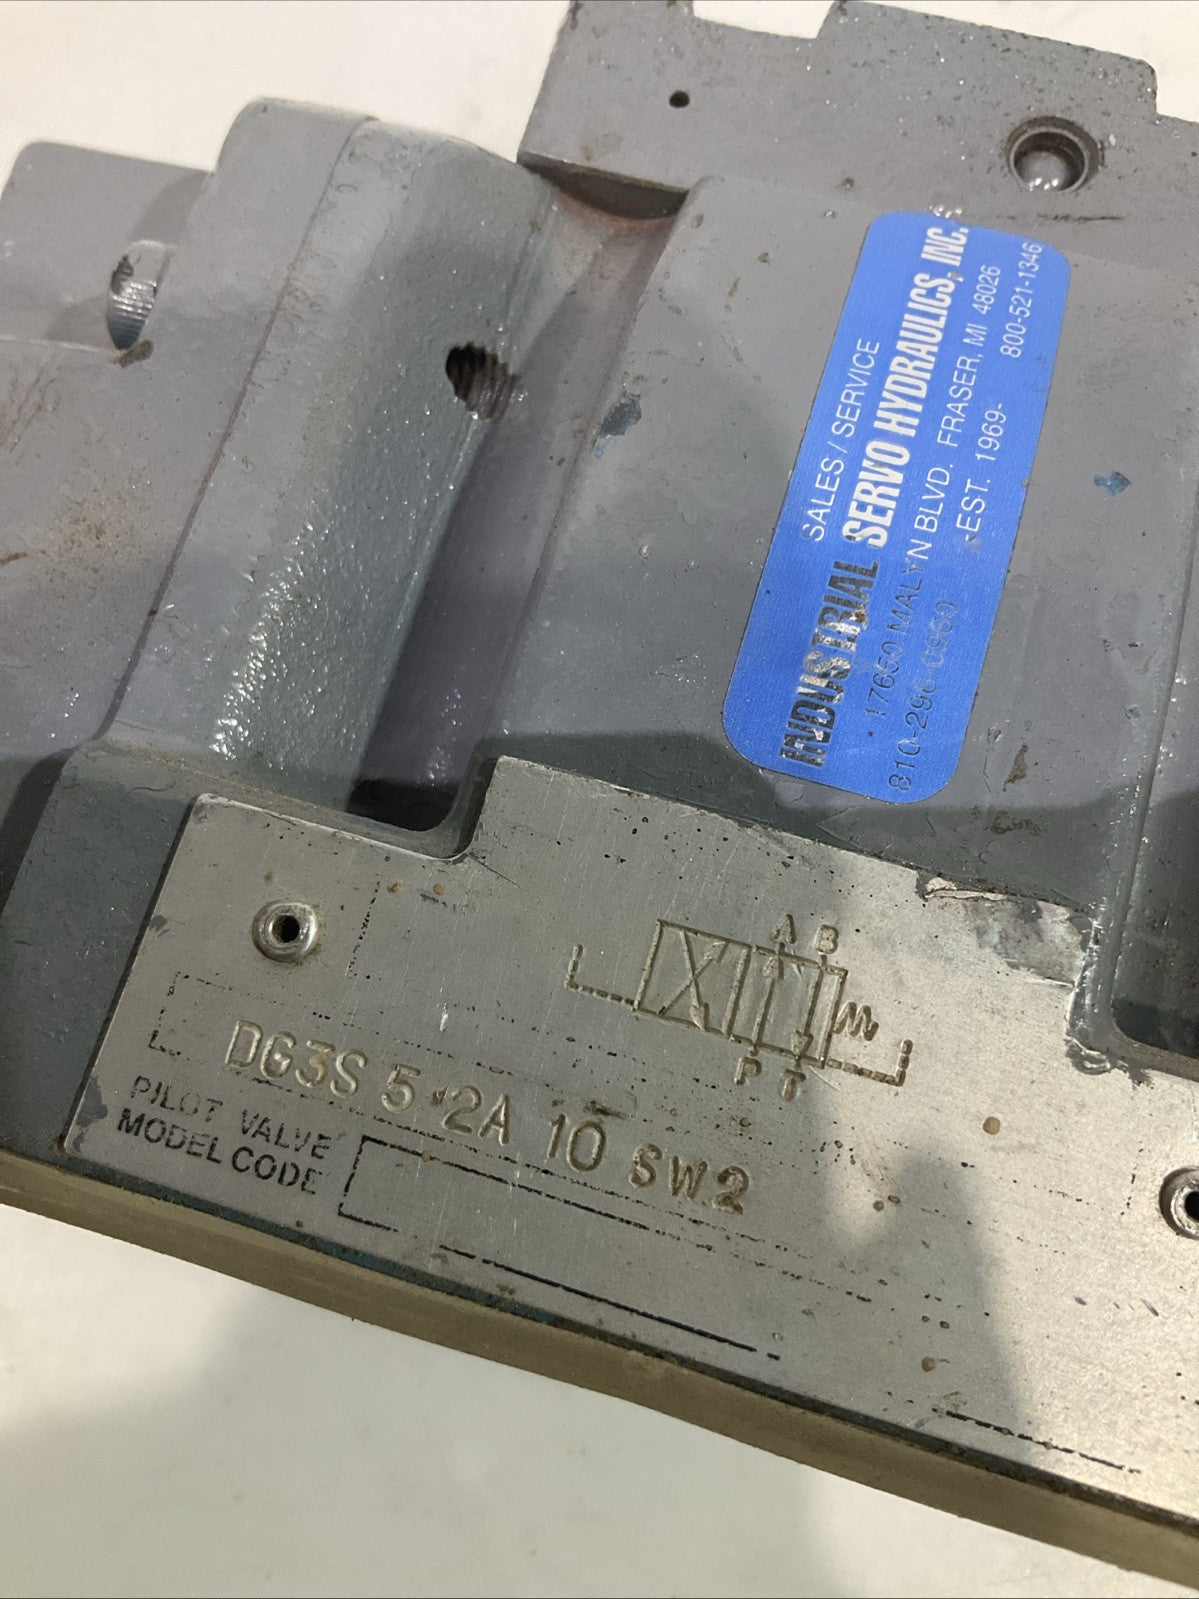 SALES / SERVICE
INDUSTRIAL SERVO HYDRAULICS, INC.
17650 MALYN BLVD. FRASER, MI 48026
810-296-0960 EST. 1969- 800-521-1346
A B
P T
DG3S 5 2A 10 SW2
PILOT VALVE
MODEL CODE